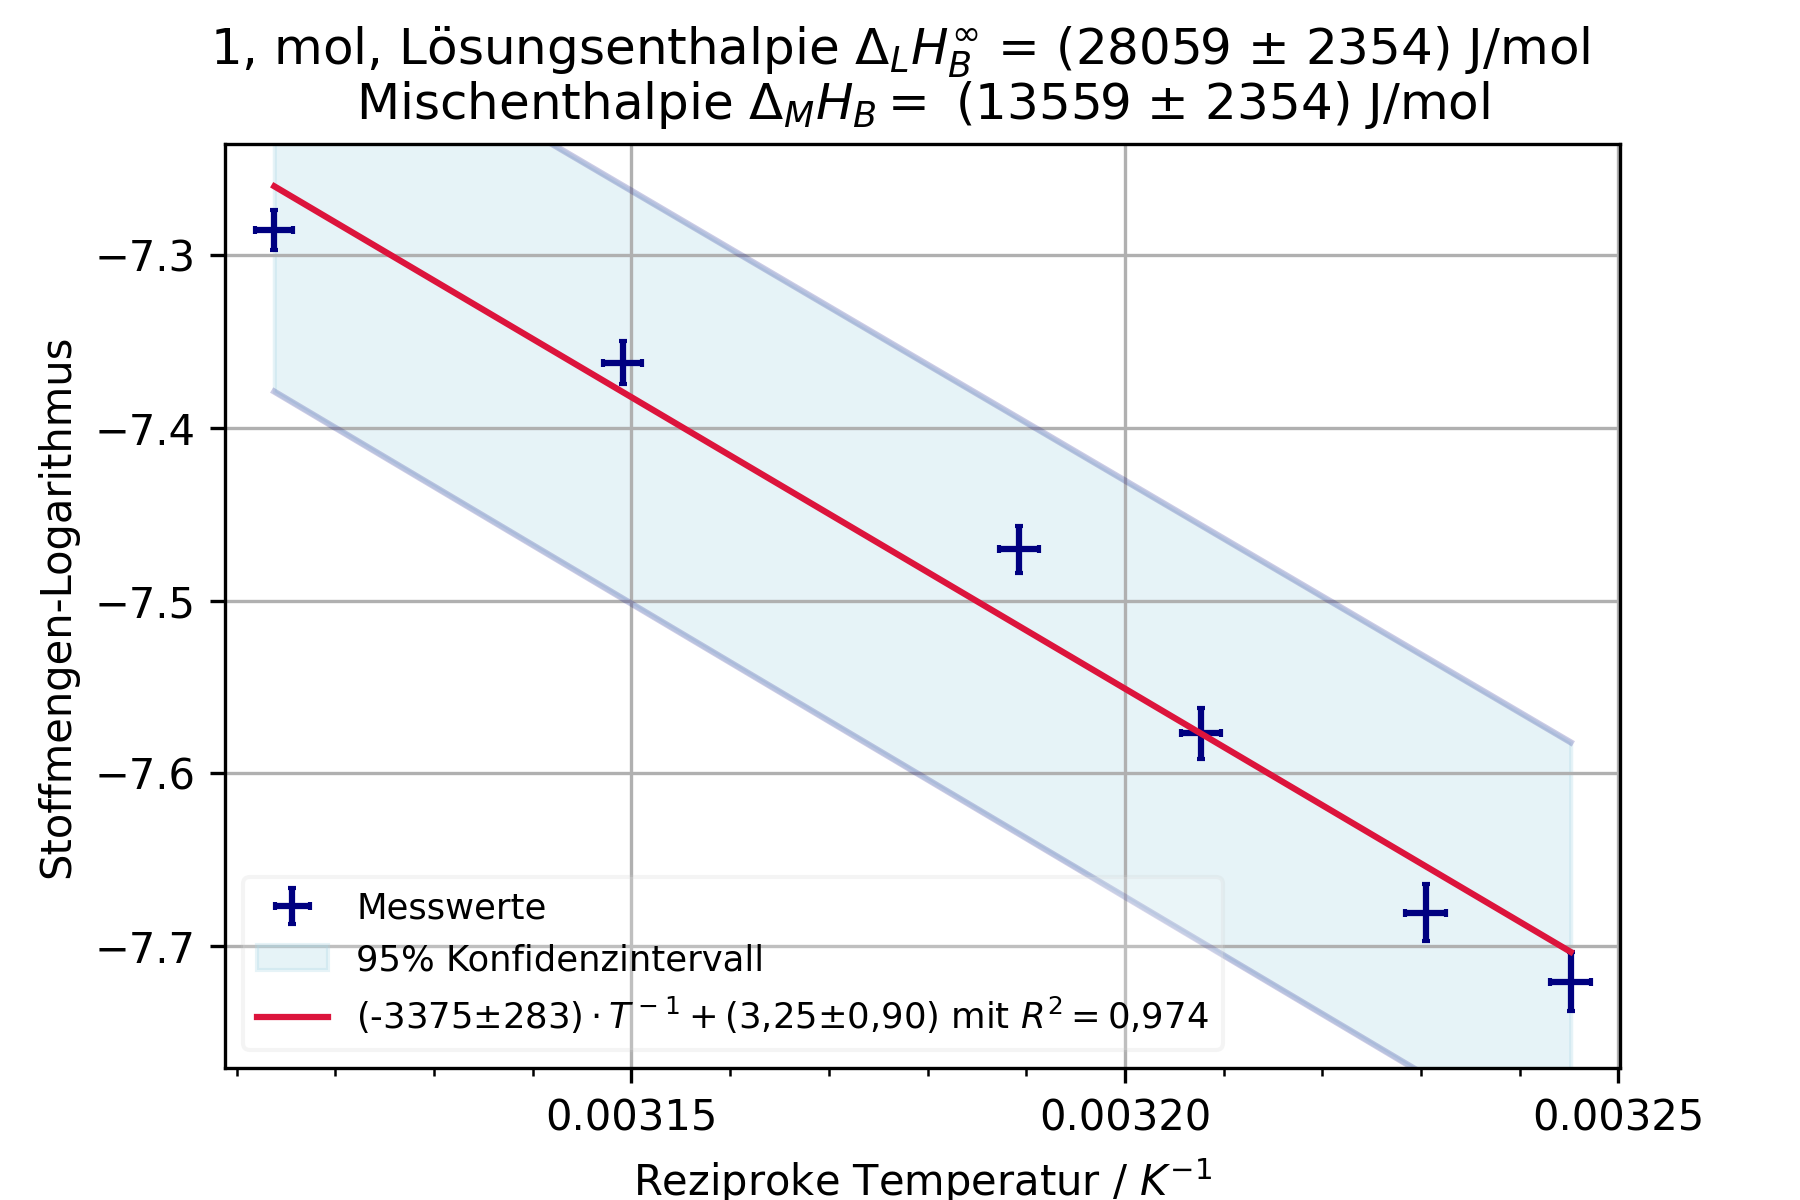 1, mol, Lösungsenthalpie Δ_L H_B^∞ = (28059 ± 2354) J/mol
Mischenthalpie Δ_M H_B = (13559 ± 2354) J/mol
Stoffmengen-Logarithmus
−7.3
−7.4
−7.5
−7.6
−7.7
Messwerte
95% Konfidenzintervall
(-3375±283) · T^−1 + (3,25±0,90) mit R^2 = 0,974
0.00315 0.00320 0.00325
Reziproke Temperatur / K^−1